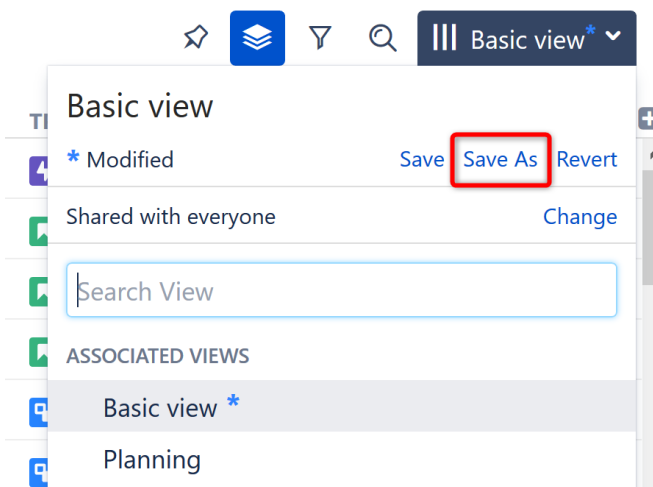 Basic view*
Basic view
* Modified Save Save As Revert
Shared with everyone Change
Search View
ASSOCIATED VIEWS
Basic view *
Planning